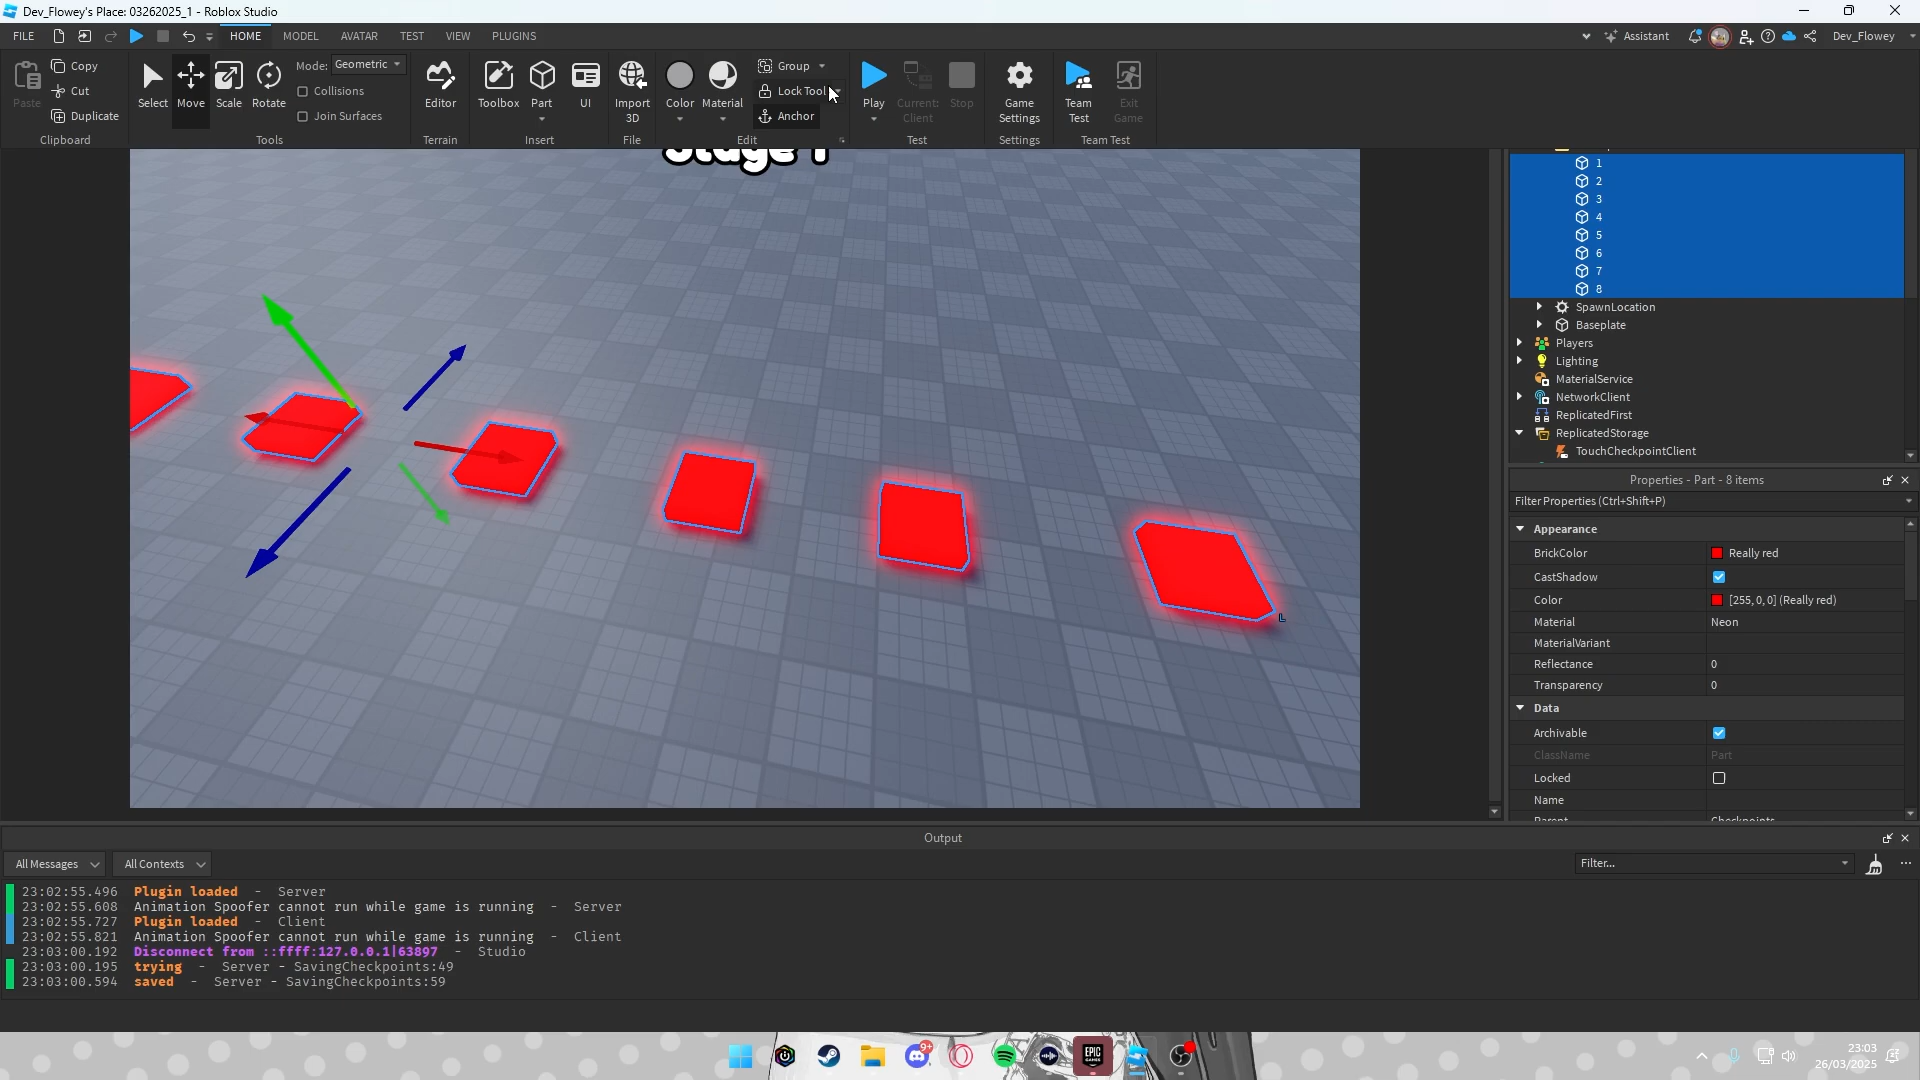 Dev_Flowey's Place: 03262025_1 - Roblox Studio
FILE
HOME
MODEL
AVATAR
TEST
VIEW
PLUGINS
Assistant
Dev_Flowey
Paste
Copy
Cut
Duplicate
Clipboard
Select
Move
Scale
Rotate
Mode: Geometric
Collisions
Join Surfaces
Tools
Editor
Terrain
Toolbox
Part
UI
Insert
Import 3D
File
Color
Material
Group
Lock Tool
Anchor
Edit
Play
Current: Client
Stop
Test
Game Settings
Settings
Team Test
Exit Game
Team Test
Stage 1
1
2
3
4
5
6
7
8
SpawnLocation
Baseplate
Players
Lighting
MaterialService
NetworkClient
ReplicatedFirst
ReplicatedStorage
TouchCheckpointClient
L
Properties - Part - 8 items
Filter Properties (Ctrl+Shift+P)
Appearance
BrickColor Really red
CastShadow
Color [255, 0, 0] (Really red)
Material Neon
MaterialVariant
Reflectance 0
Transparency 0
Data
Archivable
ClassName Part
Locked
Name
Parent Checkpoints
Output
All Messages
All Contexts
Filter...
23:02:55.496 Plugin loaded - Server
23:02:55.608 Animation Spoofer cannot run while game is running - Server
23:02:55.727 Plugin loaded - Client
23:02:55.821 Animation Spoofer cannot run while game is running - Client
23:03:00.192 Disconnect from ::ffff:127.0.0.1|63897 - Studio
23:03:00.195 trying - Server - SavingCheckpoints:49
23:03:00.594 saved - Server - SavingCheckpoints:59
9+
EPIC
GAMES
23:03
26/03/2025